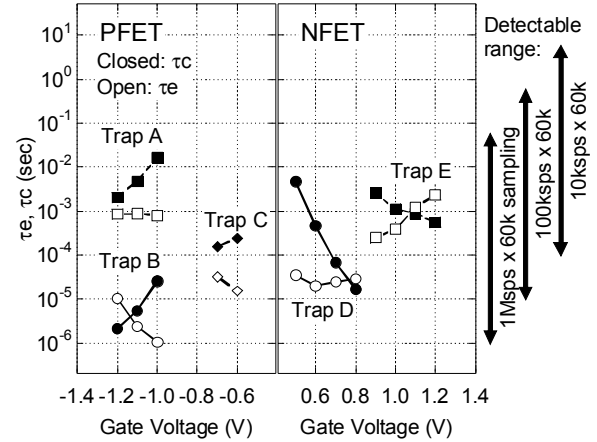 PFET
NFET
Detectable
range:
Closed: τc
Open: τe
10¹
10⁰
10⁻¹
10⁻²
10⁻³
10⁻⁴
10⁻⁵
10⁻⁶
τe, τc (sec)
Trap A
Trap B
Trap C
Trap D
Trap E
1Msps x 60k sampling
100ksps x 60k
10ksps x 60k
-1.4 -1.2 -1.0 -0.8 -0.6
0.6 0.8 1.0 1.2 1.4
Gate Voltage (V)
Gate Voltage (V)